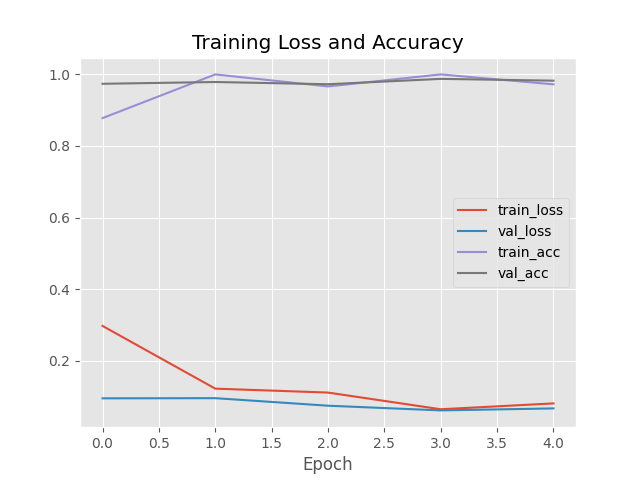 Training Loss and Accuracy
1.0
0.8
0.6
0.4
0.2
train_loss
val_loss
train_acc
val_acc
0.0 0.5 1.0 1.5 2.0 2.5 3.0 3.5 4.0
Epoch